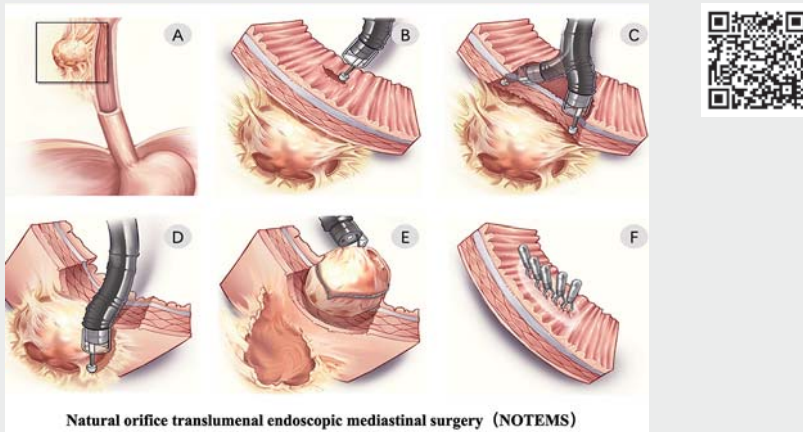 A
B
C
D
E
F
Natural orifice translumenal endoscopic mediastinal surgery（NOTEMS）